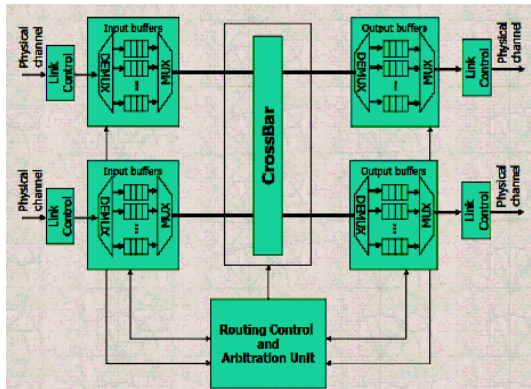 Physical
channel
Link
Control
Input buffers
DEMUX
...
MUX
CrossBar
Output buffers
DEMUX
...
MUX
Link
Control
Physical
channel
Physical
channel
Link
Control
Input buffers
DEMUX
...
MUX
Output buffers
DEMUX
...
MUX
Link
Control
Physical
channel
Routing Control
and
Arbitration Unit